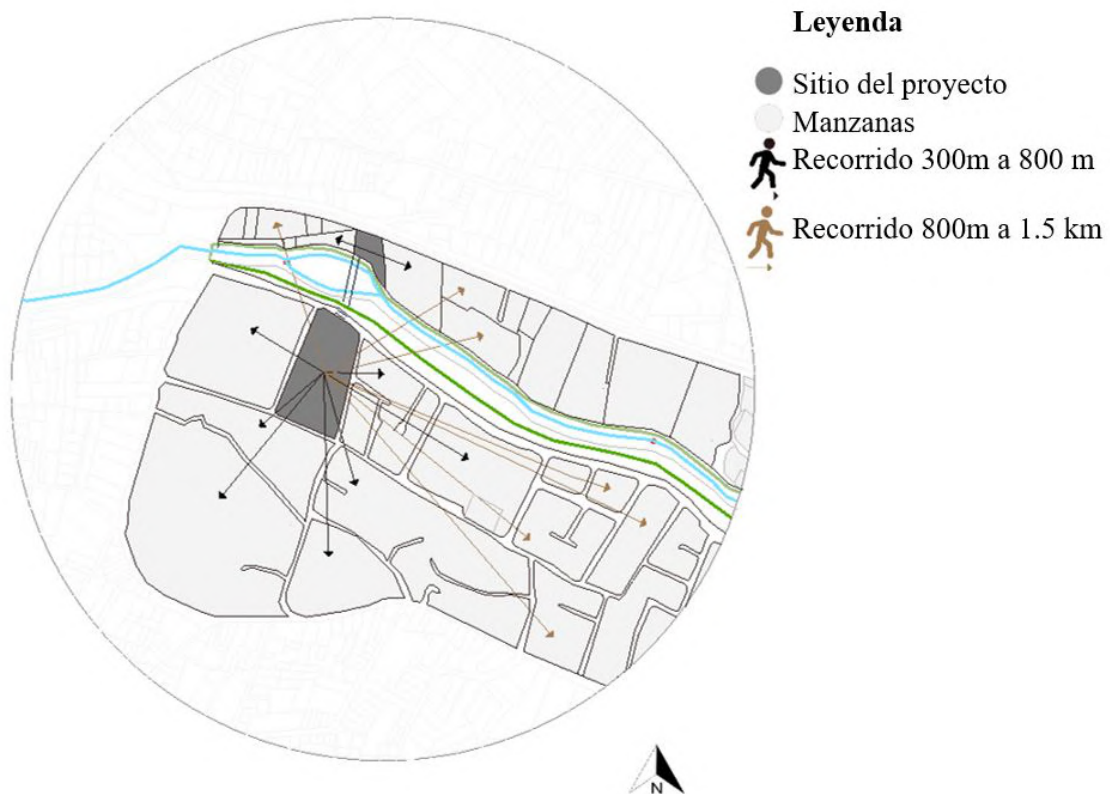 Leyenda
Sitio del proyecto
Manzanas
Recorrido 300m a 800 m
Recorrido 800m a 1.5 km
N